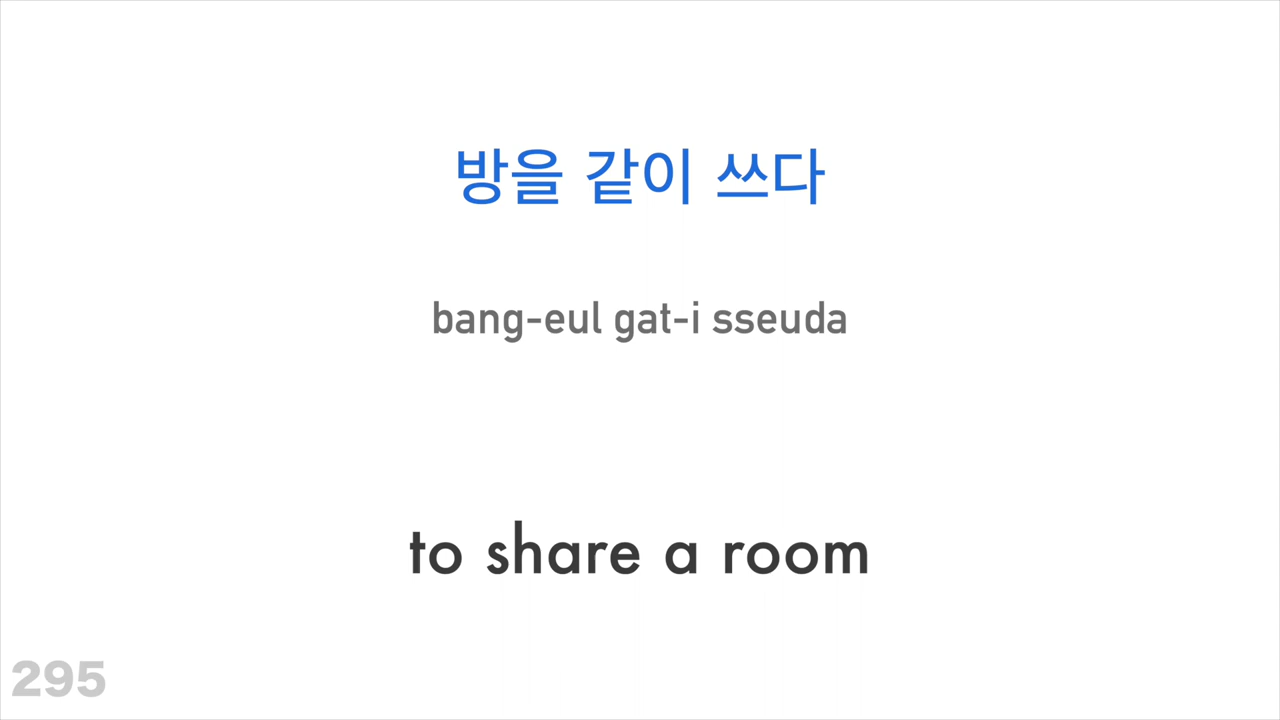 방을 같이 쓰다
bang-eul gat-i sseuda
to share a room
295